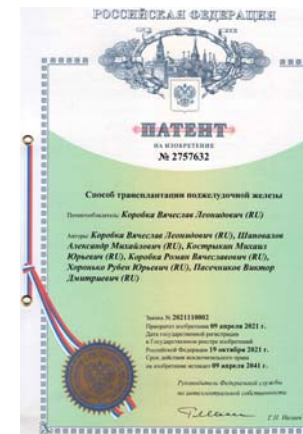 РОССИЙСКАЯ ФЕДЕРАЦИЯ
ПАТЕНТ
НА ИЗОБРЕТЕНИЕ
№ 2757632
Способ трансплантации поджелудочной железы
Патентообладатель: Коробка Вячеслав Леонидович (RU)
Авторы: Коробка Вячеслав Леонидович (RU), Шаповалов
Александр Михайлович (RU), Кострыкин Михаил
Юрьевич (RU), Коробка Роман Вячеславович (RU),
Хоронько Рубен Юрьевич (RU), Пасечников Виктор
Дмитриевич (RU)
Заявка № 2021110002
Приоритет изобретения 09 апреля 2021 г.
Дата государственной регистрации
в Государственном реестре изобретений
Российской Федерации 19 октября 2021 г.
Срок действия исключительного права
на изобретение истекает 09 апреля 2041 г.
Руководитель Федеральной службы
по интеллектуальной собственности
Г.П. Ивлиев